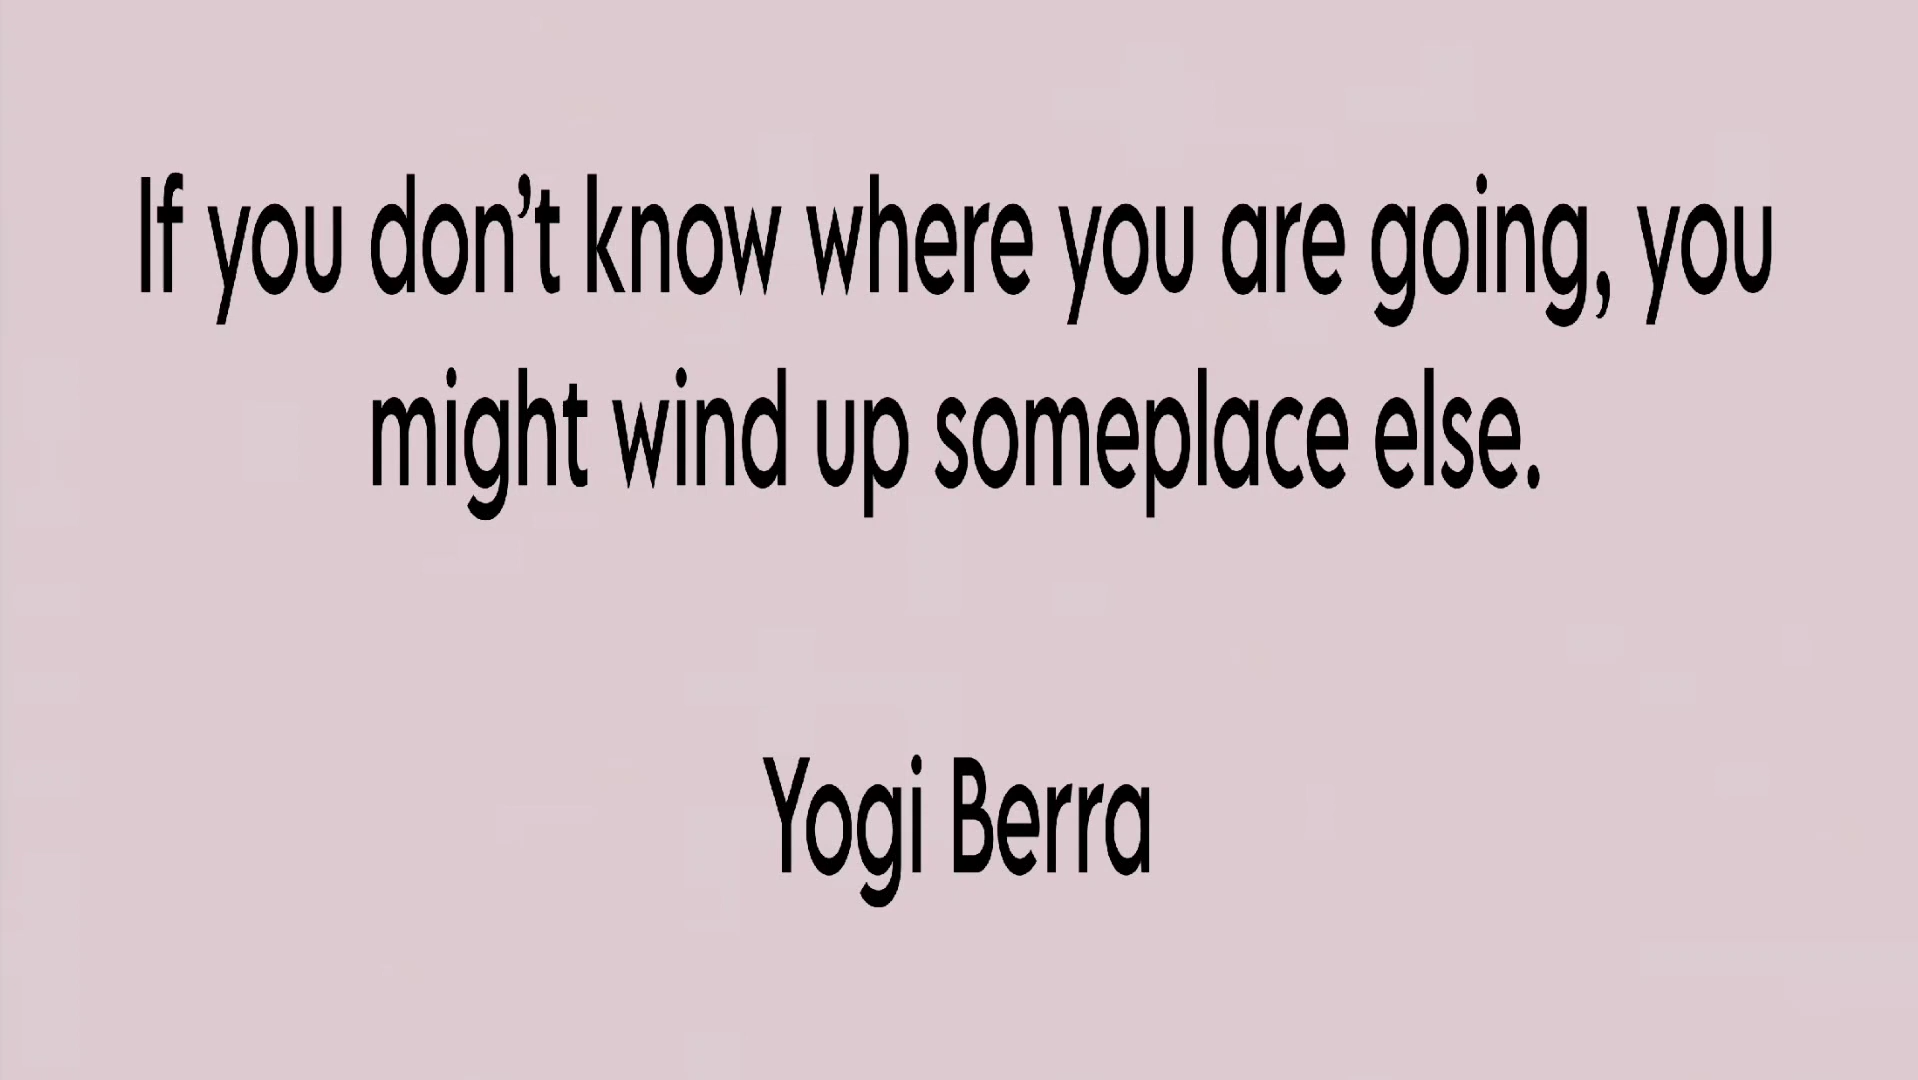 If you don’t know where you are going, you
might wind up someplace else.
Yogi Berra